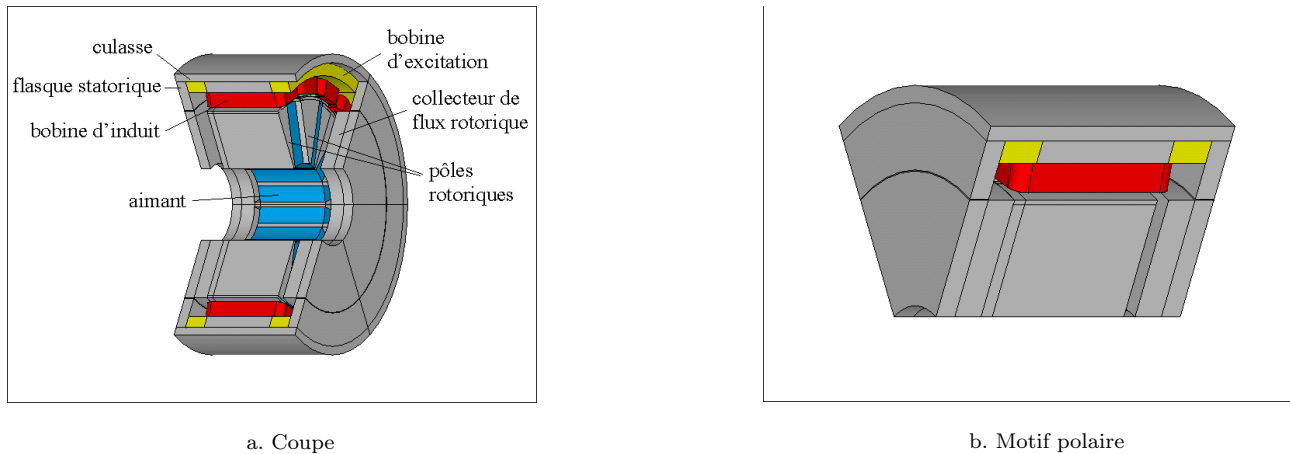 culasse
flasque statorique
bobine d'induit
aimant
bobine
d'excitation
collecteur de
flux rotorique
pôles
rotoriques
a. Coupe
b. Motif polaire